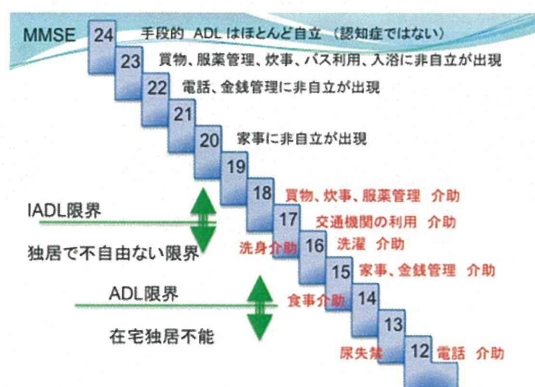 MMSE 24 手段的 ADL はほとんど自立 (認知症ではない)
23 買物、服薬管理、炊事、バス利用、入浴に非自立が出現
22 電話、金銭管理に非自立が出現
21
20 家事に非自立が出現
19
18 買物、炊事、服薬管理 介助
IADL限界
17 交通機関の利用 介助
独居で不自由ない限界
洗身介助 16 洗濯 介助
15 家事、金銭管理 介助
ADL限界
食事介助 14
13
在宅独居不能
尿失禁 12 電話 介助